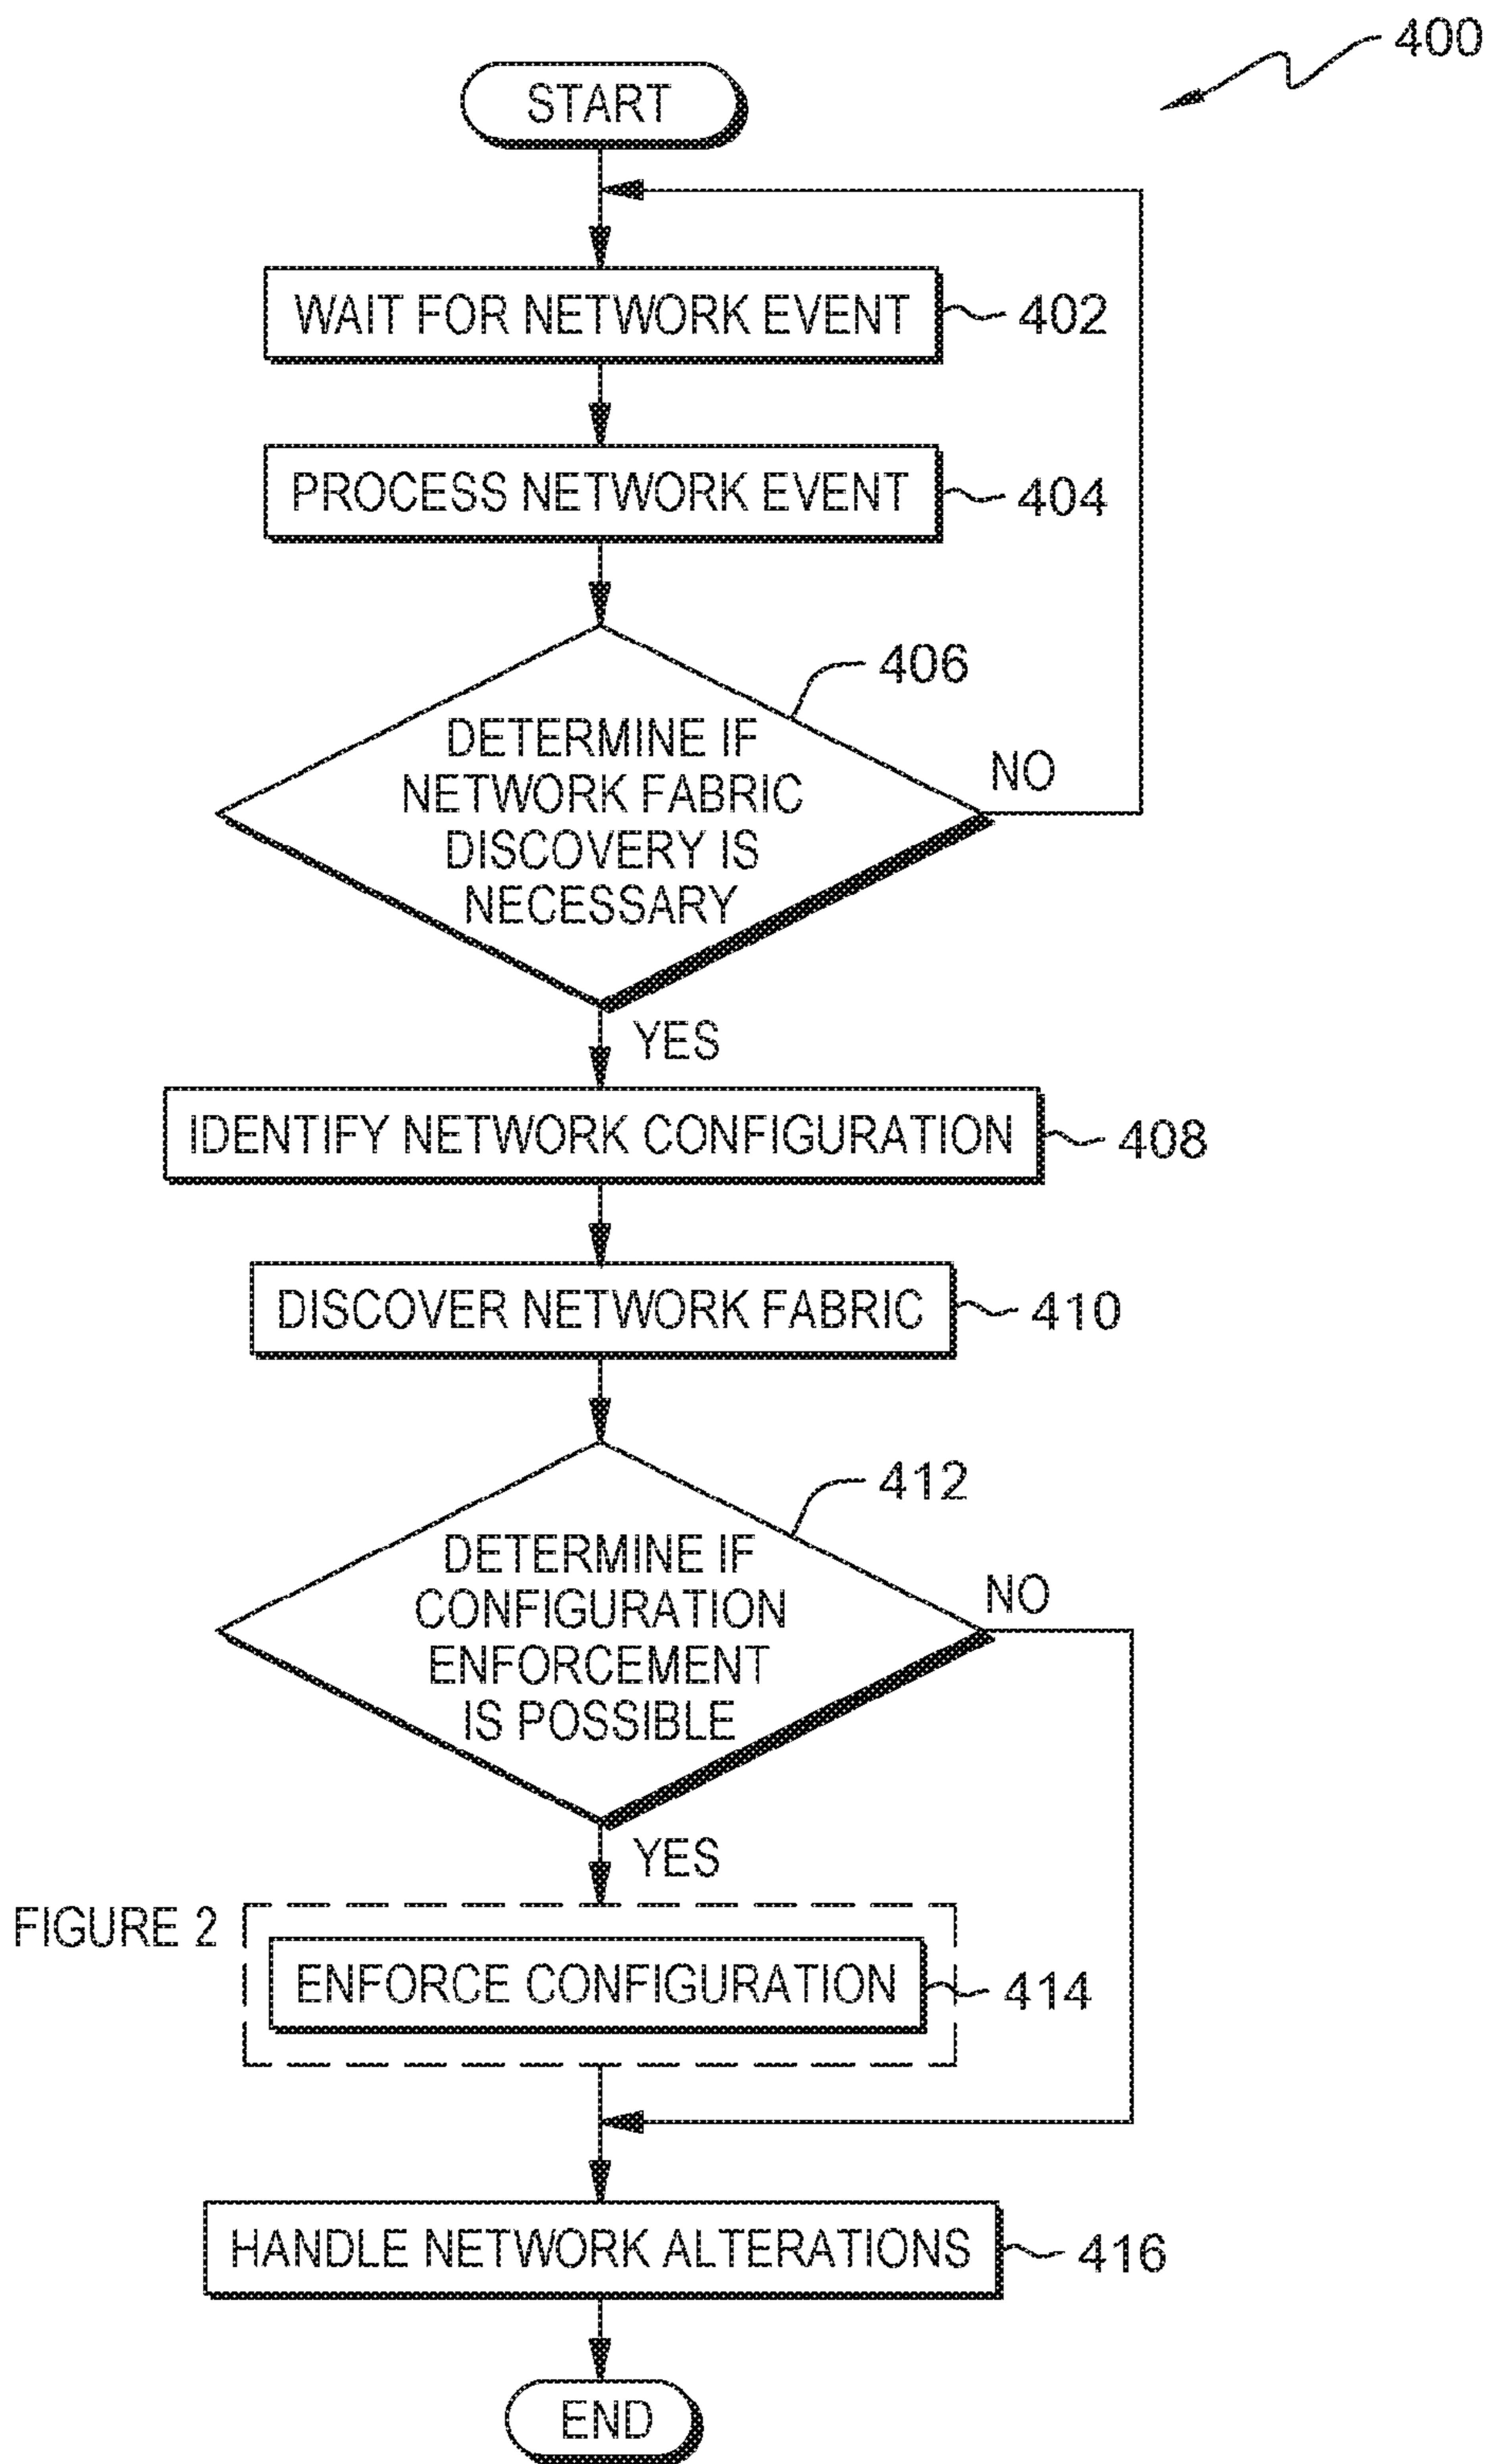 400
START
WAIT FOR NETWORK EVENT
402
PROCESS NETWORK EVENT
404
406
DETERMINE IF
NETWORK FABRIC
DISCOVERY IS
NECESSARY
NO
YES
IDENTIFY NETWORK CONFIGURATION
408
DISCOVER NETWORK FABRIC
410
412
DETERMINE IF
CONFIGURATION
ENFORCEMENT
IS POSSIBLE
NO
YES
FIGURE 2
ENFORCE CONFIGURATION
414
HANDLE NETWORK ALTERATIONS
416
END